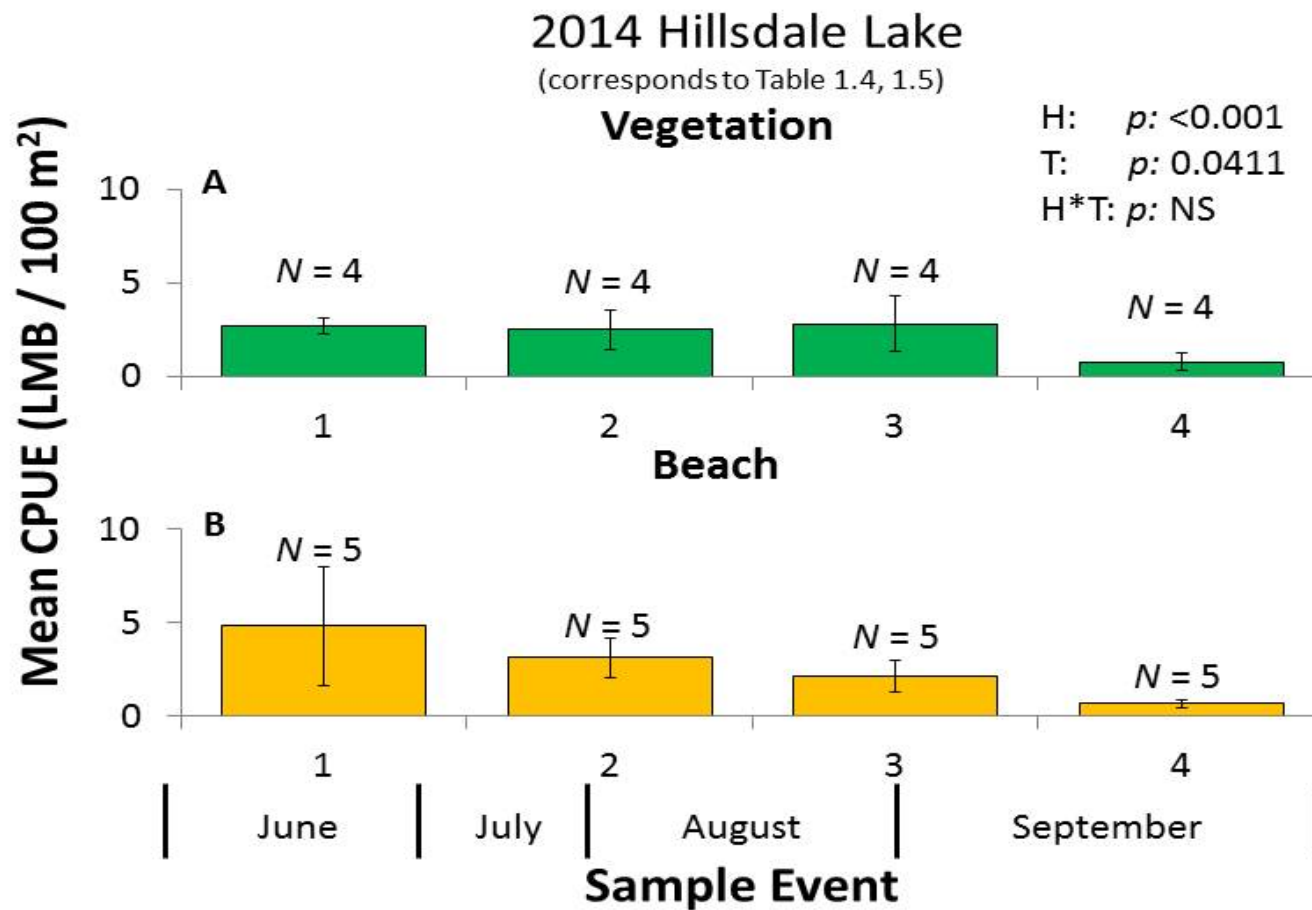 2014 Hillsdale Lake
(corresponds to Table 1.4, 1.5)
Vegetation
H: p: <0.001
T: p: 0.0411
H*T: p: NS
Mean CPUE (LMB / 100 m²)
A
10
5
0
N = 4
N = 4
N = 4
N = 4
1 2 3 4
Beach
B
10
5
0
N = 5
N = 5
N = 5
N = 5
1 2 3 4
June July August September
Sample Event